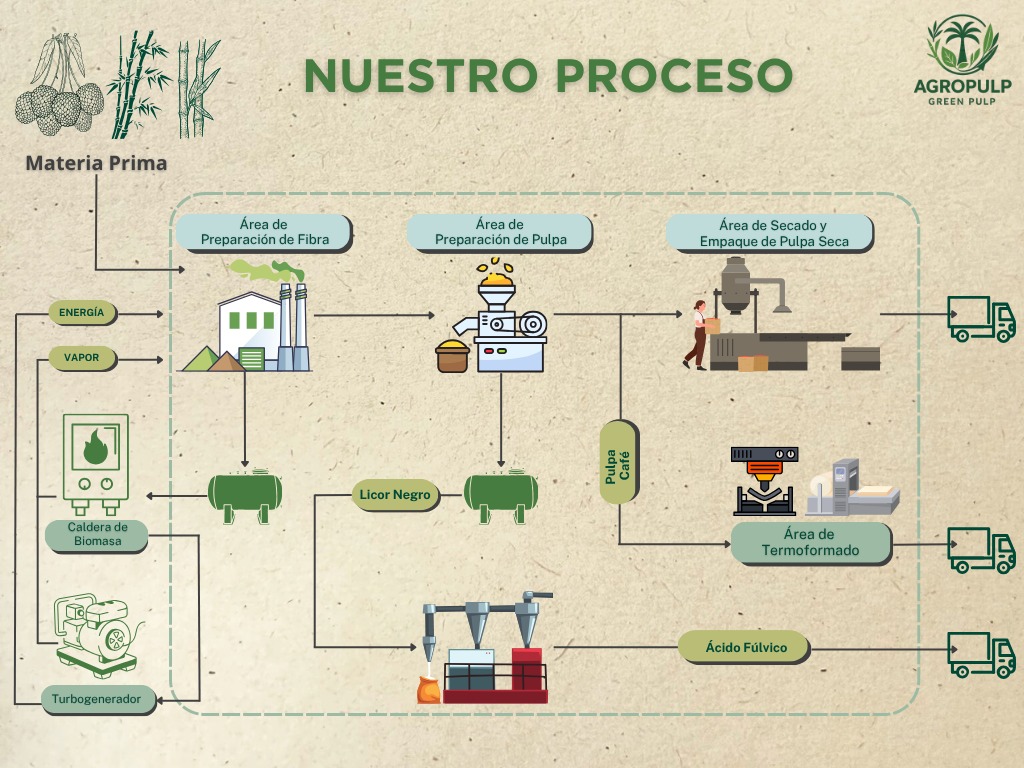 NUESTRO PROCESO
AGROPULP
GREEN PULP
Materia Prima
Área de
Preparación de Fibra
Área de
Preparación de Pulpa
Área de Secado y
Empaque de Pulpa Seca
ENERGÍA
VAPOR
Pulpa
Café
Licor Negro
Caldera de
Biomasa
Área de
Termoformado
Ácido Fúlvico
Turbogenerador